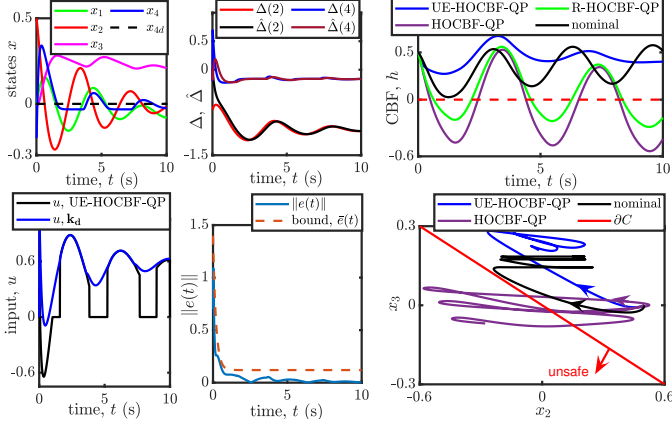 x₁ x₄
x₂ x₄d
x₃
states x
0.5
0
-0.3
0 5 10
time, t (s)
Δ(2) Δ(4)
Δ̂(2) Δ̂(4)
Δ, Δ̂
0.5
0
-1.5
0 5 10
time, t (s)
UE-HOCBF-QP R-HOCBF-QP
HOCBF-QP nominal
CBF, h
0.5
0
-0.6
0 5 10
time, t (s)
u, UE-HOCBF-QP
u, k_d
input, u
0.6
0
-0.6
0 5 10
time, t (s)
||e(t)||
bound, ē(t)
||e(t)||
1.5
1
0.5
0
0 5 10
time, t (s)
UE-HOCBF-QP nominal
HOCBF-QP ∂C
x₃
0.3
0
-0.3
unsafe
-0.6 0 0.6
x₂